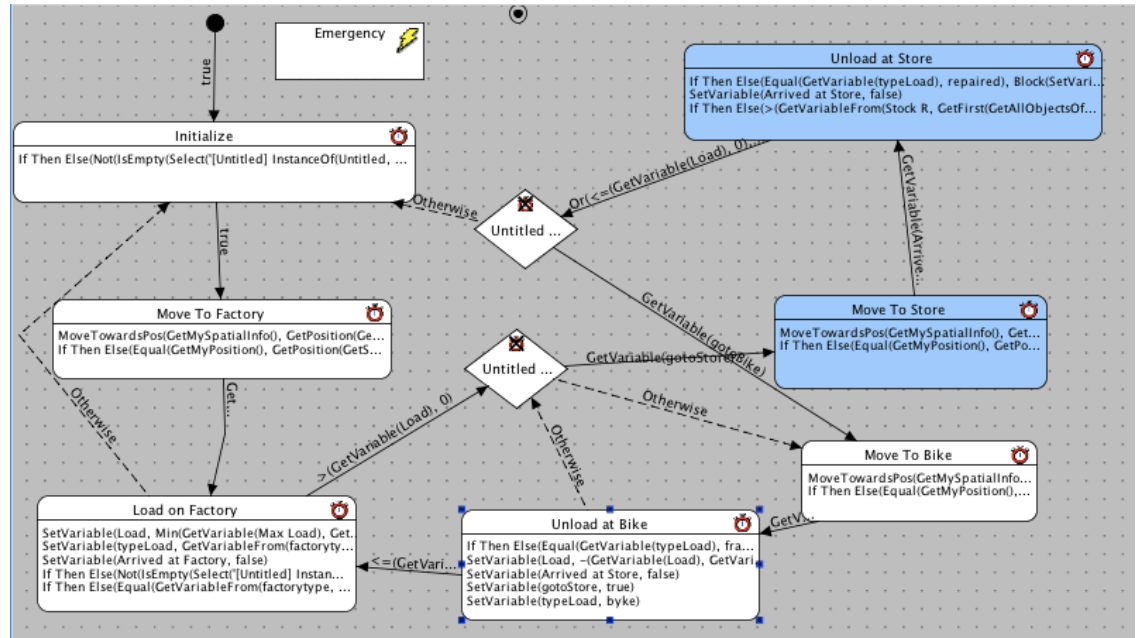 Emergency
true
Unload at Store
If Then Else(Equal(GetVariable(typeLoad), repaired), Block(SetVari...
SetVariable(Arrived at Store, false)
If Then Else(>(GetVariableFrom(Stock R, GetFirst(GetAllObjectsOf...
Initialize
If Then Else(Not(IsEmpty(Select("[Untitled] InstanceOf(Untitled, ...
Or(<=(GetVariable(Load), 0),...
Otherwise
Untitled ...
GetVariable(Arrive...
true
GetVariable(gotoBike)
Move To Factory
MoveTowardsPos(GetMySpatialInfo(), GetPosition(Ge...
If Then Else(Equal(GetMyPosition(), GetPosition(GetS...
Move To Store
MoveTowardsPos(GetMySpatialInfo(), Get...
If Then Else(Equal(GetMyPosition(), GetPo...
GetVariable(gotoStore)
Untitled ...
Otherwise
Get...
Otherwise
>(GetVariable(Load), 0)
Otherwise
Move To Bike
MoveTowardsPos(GetMySpatialInfo...
If Then Else(Equal(GetMyPosition(),...
GetV...
Load on Factory
SetVariable(Load, Min(GetVariable(Max Load), Get...
SetVariable(typeLoad, GetVariableFrom(factoryty...
SetVariable(Arrived at Factory, false)
If Then Else(Not(IsEmpty(Select("[Untitled] Instan...
If Then Else(Equal(GetVariableFrom(factorytype, ...
<=(GetVari...
Unload at Bike
If Then Else(Equal(GetVariable(typeLoad), fra...
SetVariable(Load, -(GetVariable(Load), GetVari
SetVariable(Arrived at Store, false)
SetVariable(gotoStore, true)
SetVariable(typeLoad, byke)